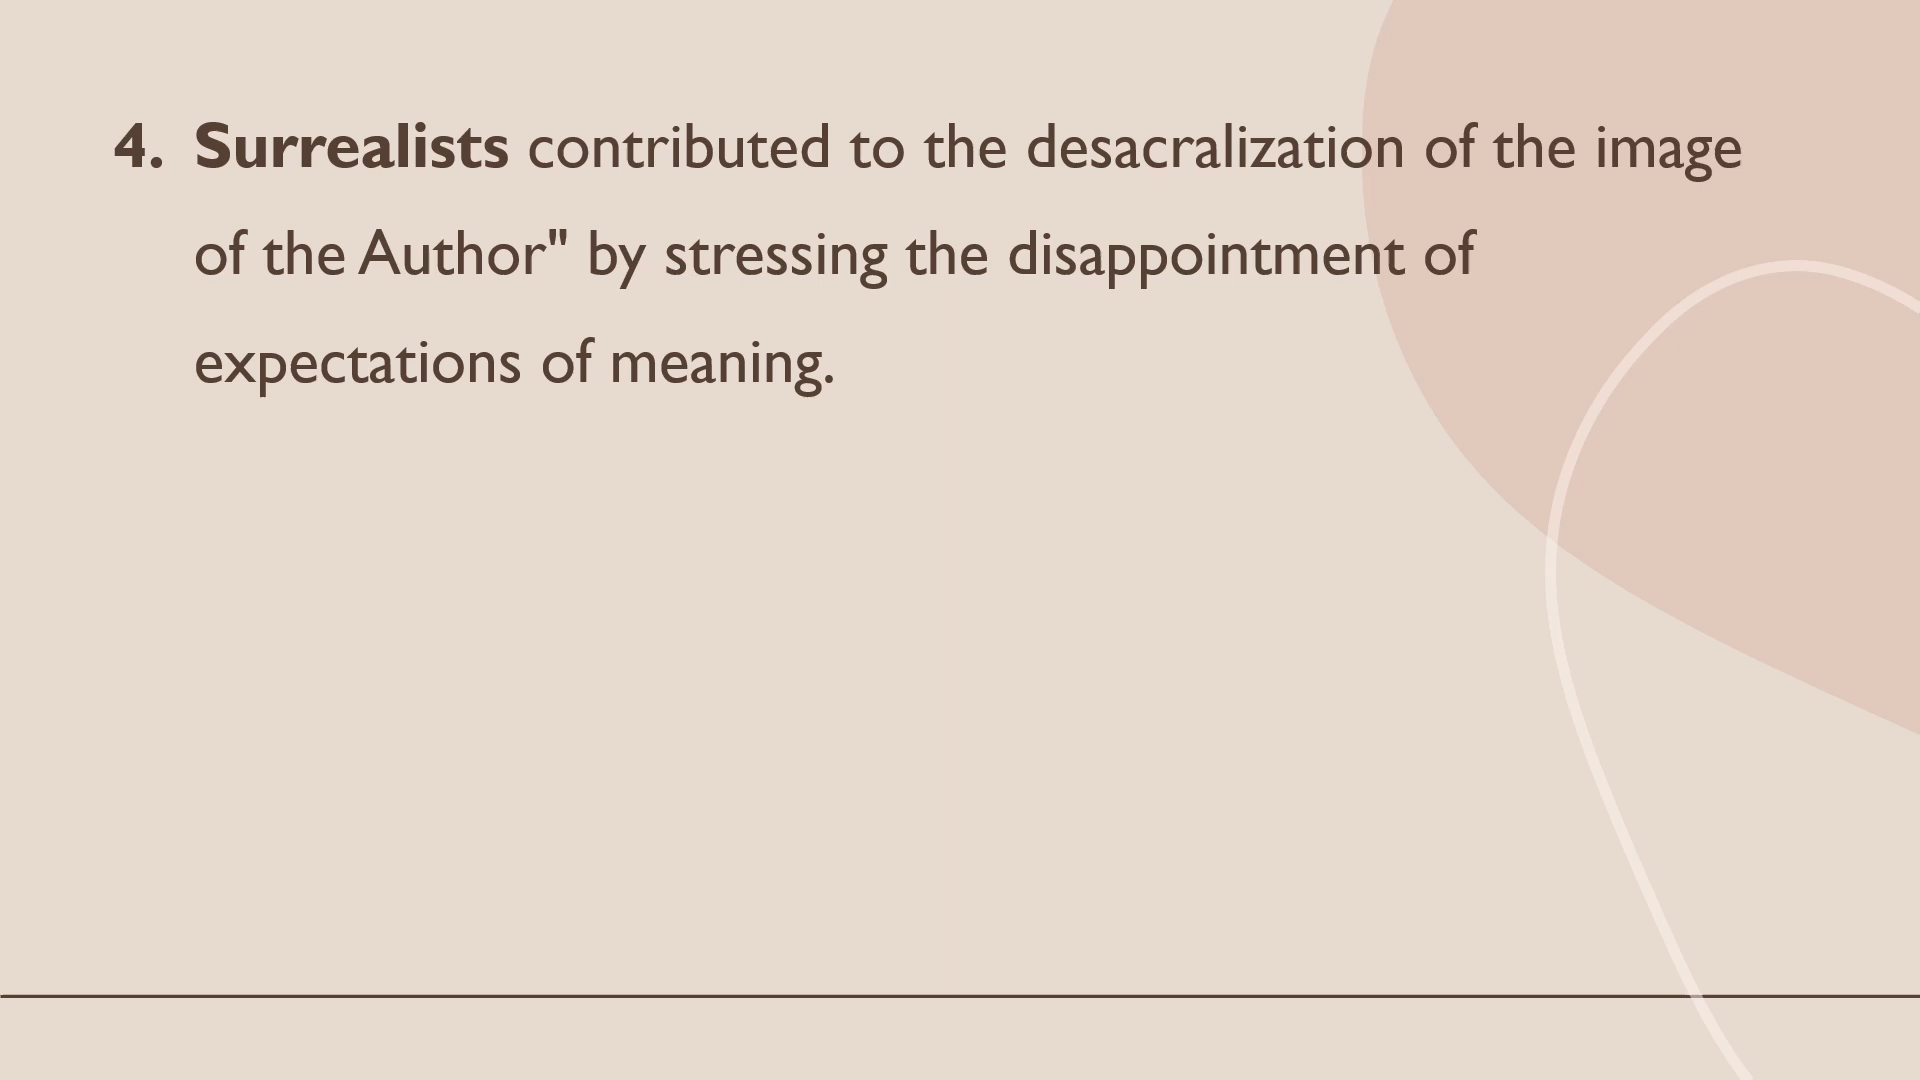 4. Surrealists contributed to the desacralization of the image
of the Author" by stressing the disappointment of
expectations of meaning.